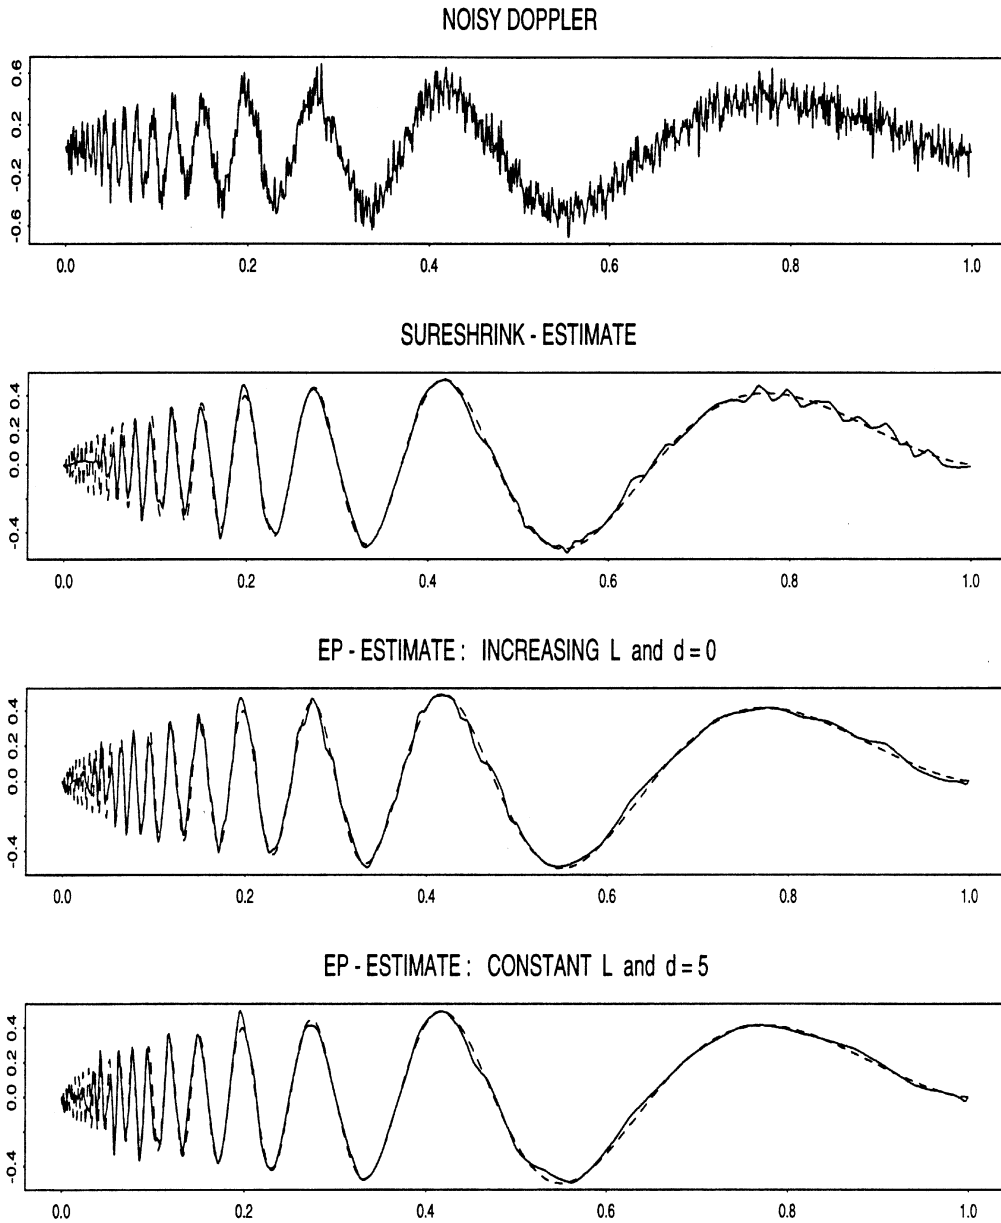 NOISY DOPPLER
0.6
0.2
-0.2
-0.6
0.0 0.2 0.4 0.6 0.8 1.0
SURESHRINK - ESTIMATE
0.4
0.2
0.0
-0.4
0.0 0.2 0.4 0.6 0.8 1.0
EP - ESTIMATE : INCREASING L and d = 0
0.4
0.2
0.0
-0.4
0.0 0.2 0.4 0.6 0.8 1.0
EP - ESTIMATE : CONSTANT L and d = 5
0.4
0.2
0.0
-0.4
0.0 0.2 0.4 0.6 0.8 1.0